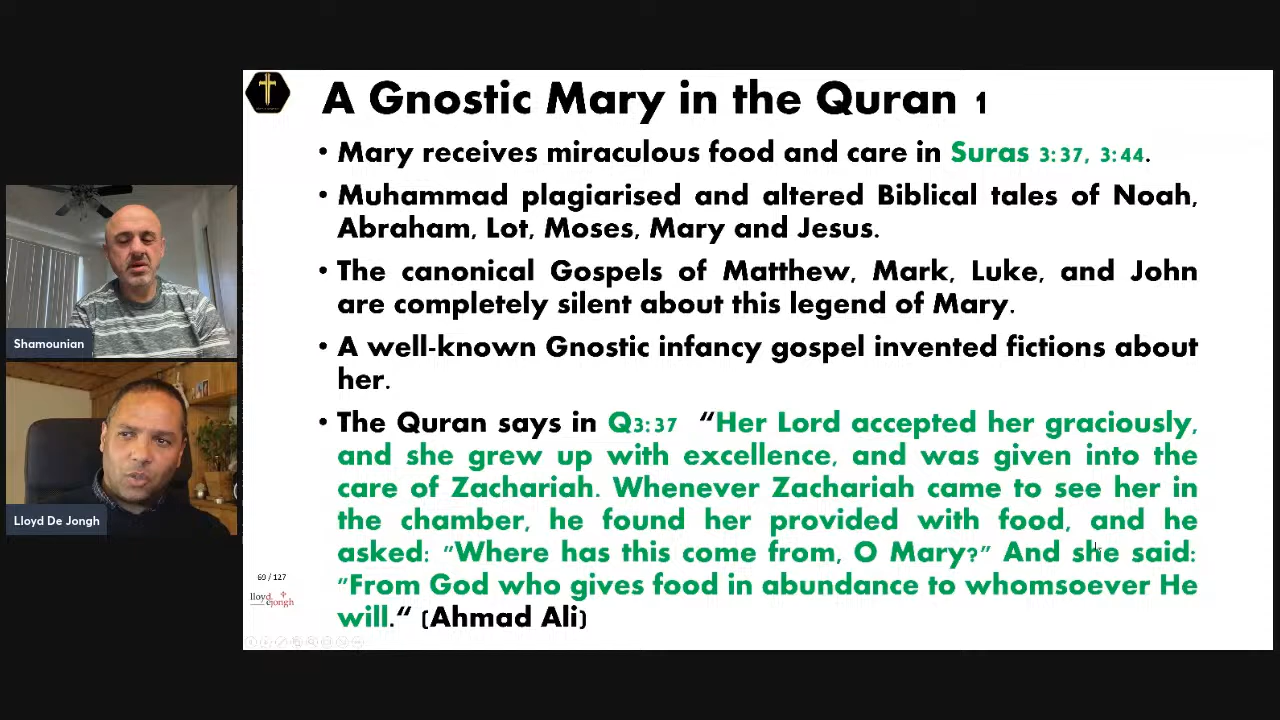 A Gnostic Mary in the Quran 1
• Mary receives miraculous food and care in Suras 3:37, 3:44.
• Muhammad plagiarised and altered Biblical tales of Noah,
Abraham, Lot, Moses, Mary and Jesus.
• The canonical Gospels of Matthew, Mark, Luke, and John
are completely silent about this legend of Mary.
• A well-known Gnostic infancy gospel invented fictions about
her.
• The Quran says in Q3:37 “Her Lord accepted her graciously,
and she grew up with excellence, and was given into the
care of Zachariah. Whenever Zachariah came to see her in
the chamber, he found her provided with food, and he
asked: "Where has this come from, O Mary?" And she said:
"From God who gives food in abundance to whomsoever He
will.“ (Ahmad Ali)
Shamounian
Lloyd De Jongh
69 / 127
lloyd
dejongh